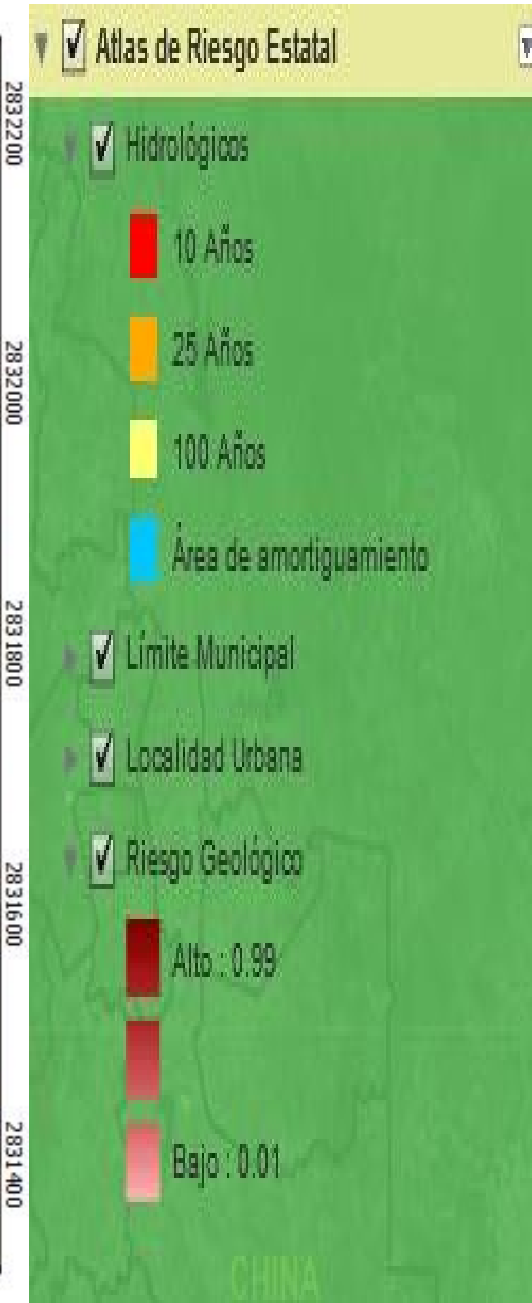 Atlas de Riesgo Estatal
Hidrológicos
10 Años
25 Años
100 Años
Área de amortiguamiento
Límite Municipal
Localidad Urbana
Riesgo Geológico
Alto : 0.99
Bajo : 0.01
CHINA
2832200
2832000
2831800
2831600
2831400